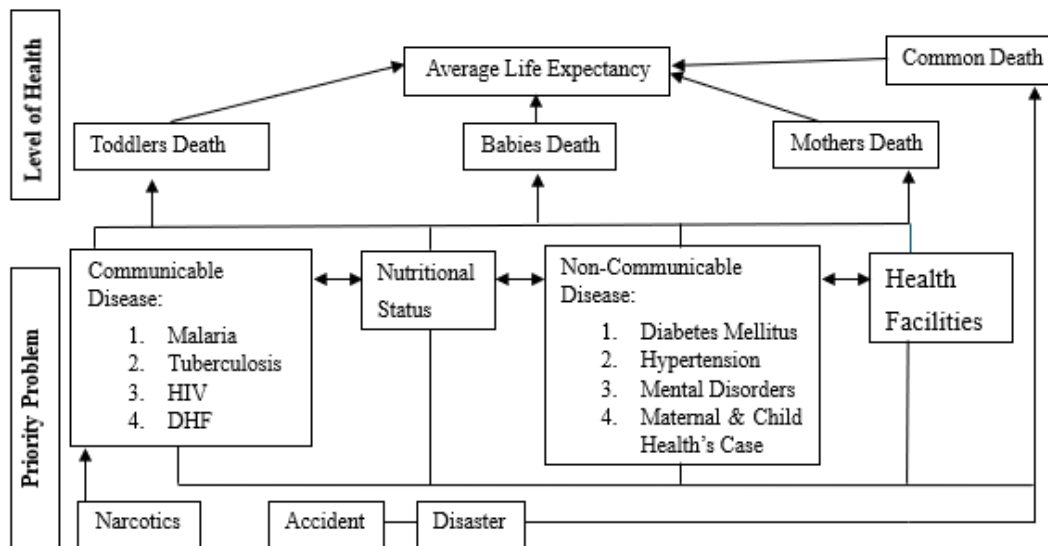 Level of Health
Common Death
Average Life Expectancy
Toddlers Death
Babies Death
Mothers Death
Priority Problem
Communicable
Disease:
1. Malaria
2. Tuberculosis
3. HIV
4. DHF
Nutritional
Status
Non-Communicable
Disease:
1. Diabetes Mellitus
2. Hypertension
3. Mental Disorders
4. Maternal & Child
Health's Case
Health
Facilities
Narcotics
Accident
Disaster